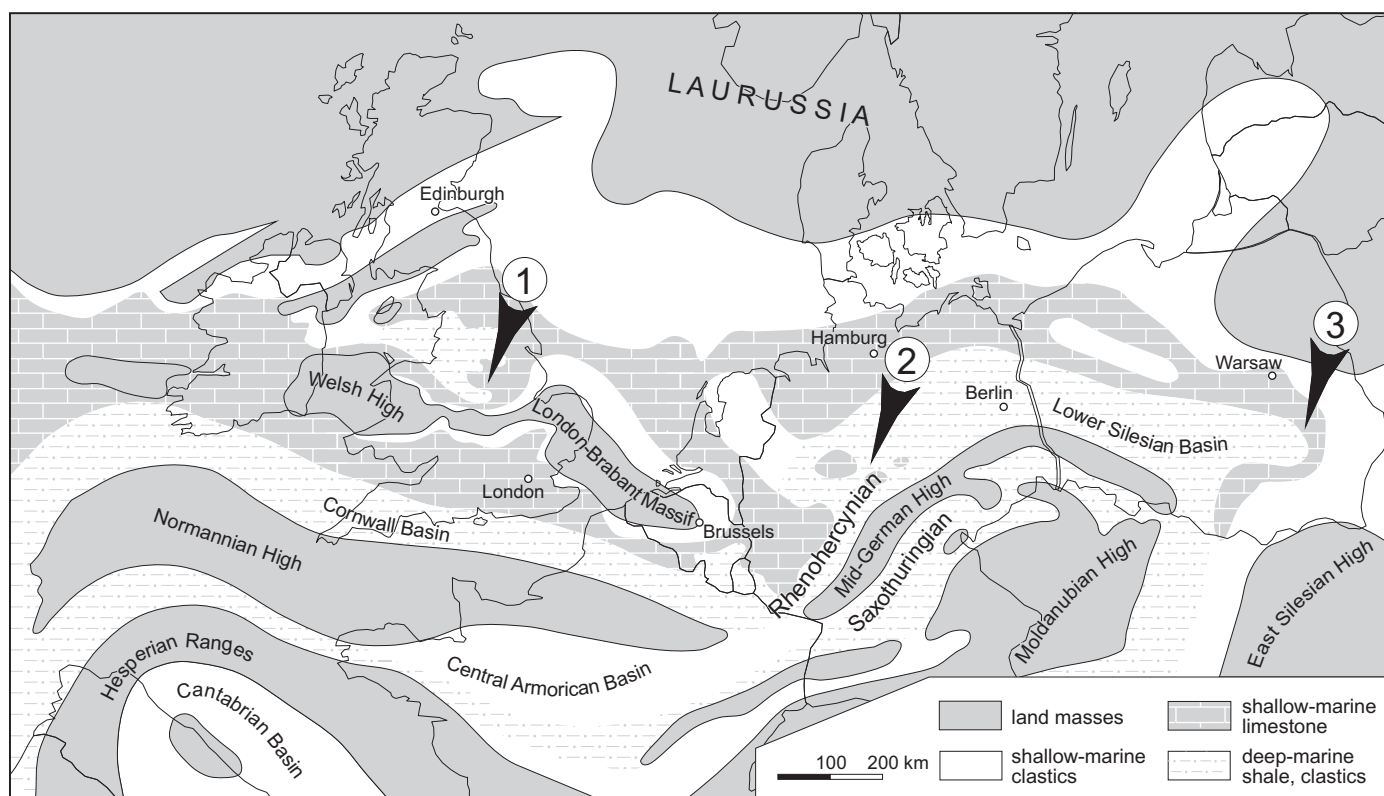 LAURUSSIA
Edinburgh
1
3
Hamburg
2
Warsaw
Berlin
Welsh High
London-Brabant Massif
Lower Silesian Basin
London
Cornwall Basin
Brussels
Normannian High
Rhenohercynian
Mid-German High
Saxothuringian
Moldanubian High
East Silesian High
Hesperian Ranges
Central Armorican Basin
Cantabrian Basin
land masses
shallow-marine
limestone
shallow-marine
clastics
deep-marine
shale, clastics
100 200 km